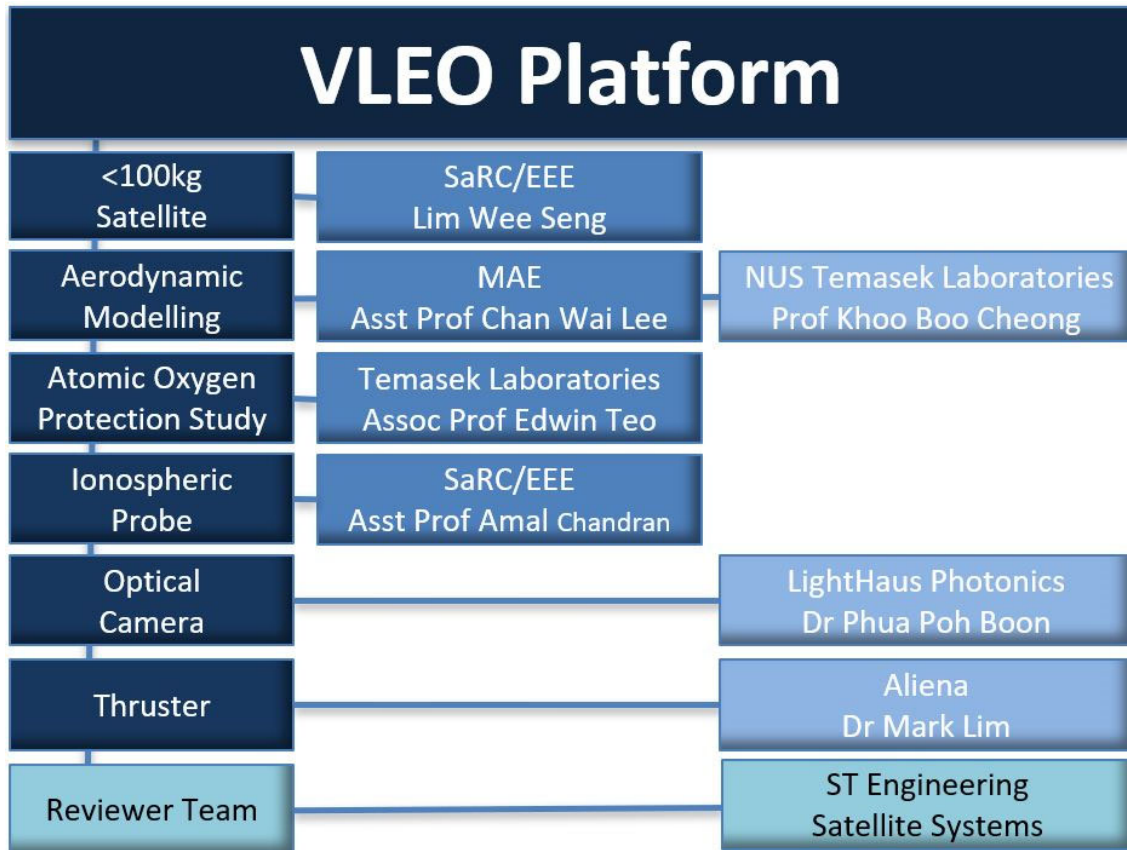 VLEO Platform
<100kg
Satellite
SaRC/EEE
Lim Wee Seng
Aerodynamic
Modelling
MAE
Asst Prof Chan Wai Lee
NUS Temasek Laboratories
Prof Khoo Boo Cheong
Atomic Oxygen
Protection Study
Temasek Laboratories
Assoc Prof Edwin Teo
Ionospheric
Probe
SaRC/EEE
Asst Prof Amal Chandran
Optical
Camera
LightHaus Photonics
Dr Phua Poh Boon
Thruster
Aliena
Dr Mark Lim
Reviewer Team
ST Engineering
Satellite Systems